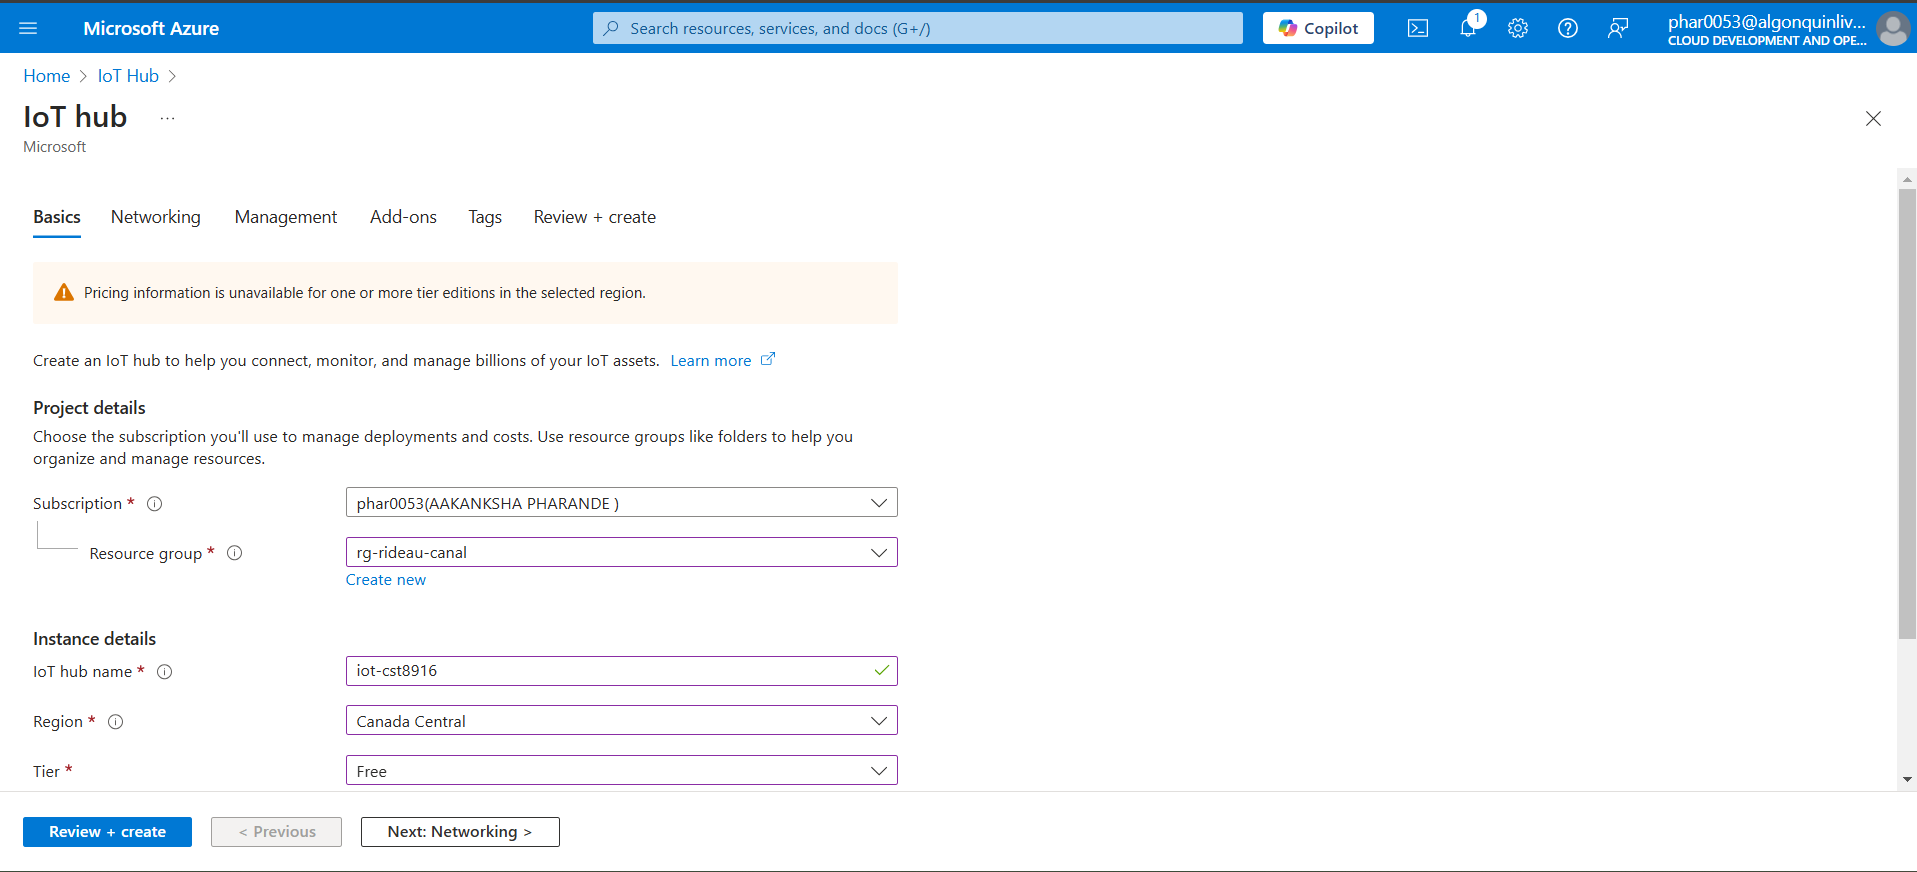 Microsoft Azure
Search resources, services, and docs (G+/)
Copilot
1
phar0053@algonquinliv...
CLOUD DEVELOPMENT AND OPE...
Home > IoT Hub >
IoT hub ...
Microsoft
Basics Networking Management Add-ons Tags Review + create
Pricing information is unavailable for one or more tier editions in the selected region.
Create an IoT hub to help you connect, monitor, and manage billions of your IoT assets. Learn more
Project details
Choose the subscription you'll use to manage deployments and costs. Use resource groups like folders to help you
organize and manage resources.
Subscription * phar0053(AAKANKSHA PHARANDE )
Resource group * rg-rideau-canal
Create new
Instance details
IoT hub name * iot-cst8916
Region * Canada Central
Tier * Free
Review + create < Previous Next: Networking >